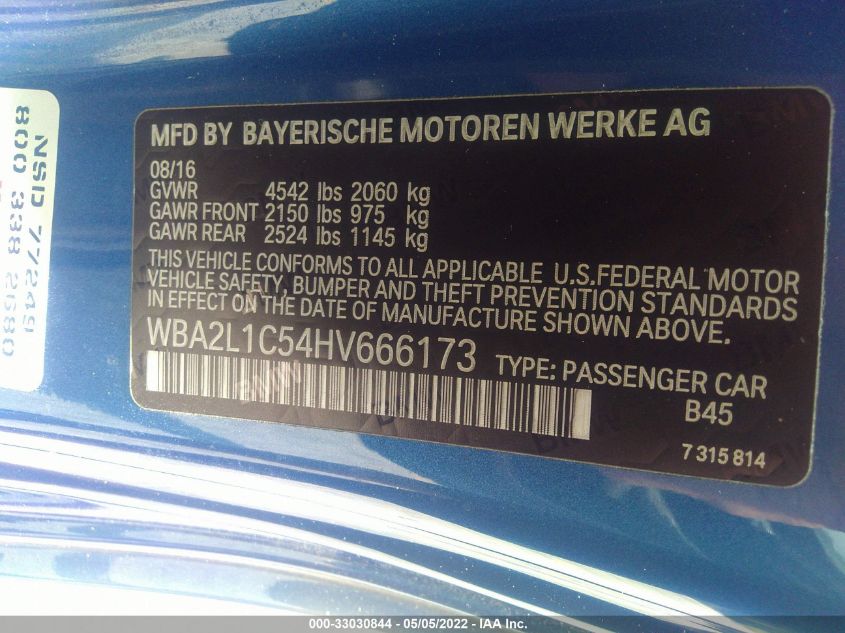 NSD 77249
800 338 2680
MFD BY BAYERISCHE MOTOREN WERKE AG
08/16
GVWR 4542 lbs 2060 kg
GAWR FRONT 2150 lbs 975 kg
GAWR REAR 2524 lbs 1145 kg
THIS VEHICLE CONFORMS TO ALL APPLICABLE U.S.FEDERAL MOTOR
VEHICLE SAFETY, BUMPER AND THEFT PREVENTION STANDARDS
IN EFFECT ON THE DATE OF MANUFACTURE SHOWN ABOVE.
WBA2L1C54HV666173 TYPE: PASSENGER CAR
B45
7 315 814
000-33030844 - 05/05/2022 - IAA Inc.